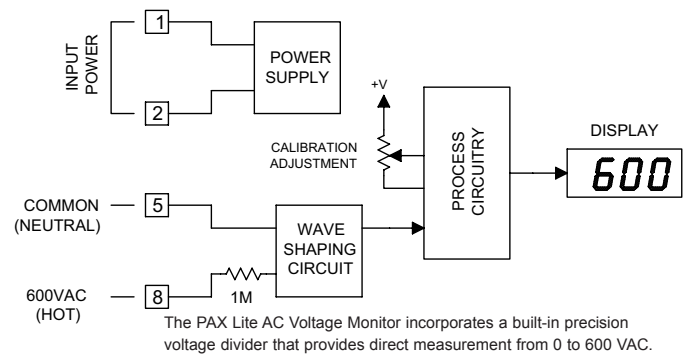 1
INPUT
POWER
2
POWER
SUPPLY
+V
CALIBRATION
ADJUSTMENT
PROCESS
CIRCUITRY
DISPLAY
600
COMMON
(NEUTRAL)
5
WAVE
SHAPING
CIRCUIT
600VAC
(HOT)
8
1M
The PAX Lite AC Voltage Monitor incorporates a built-in precision
voltage divider that provides direct measurement from 0 to 600 VAC.